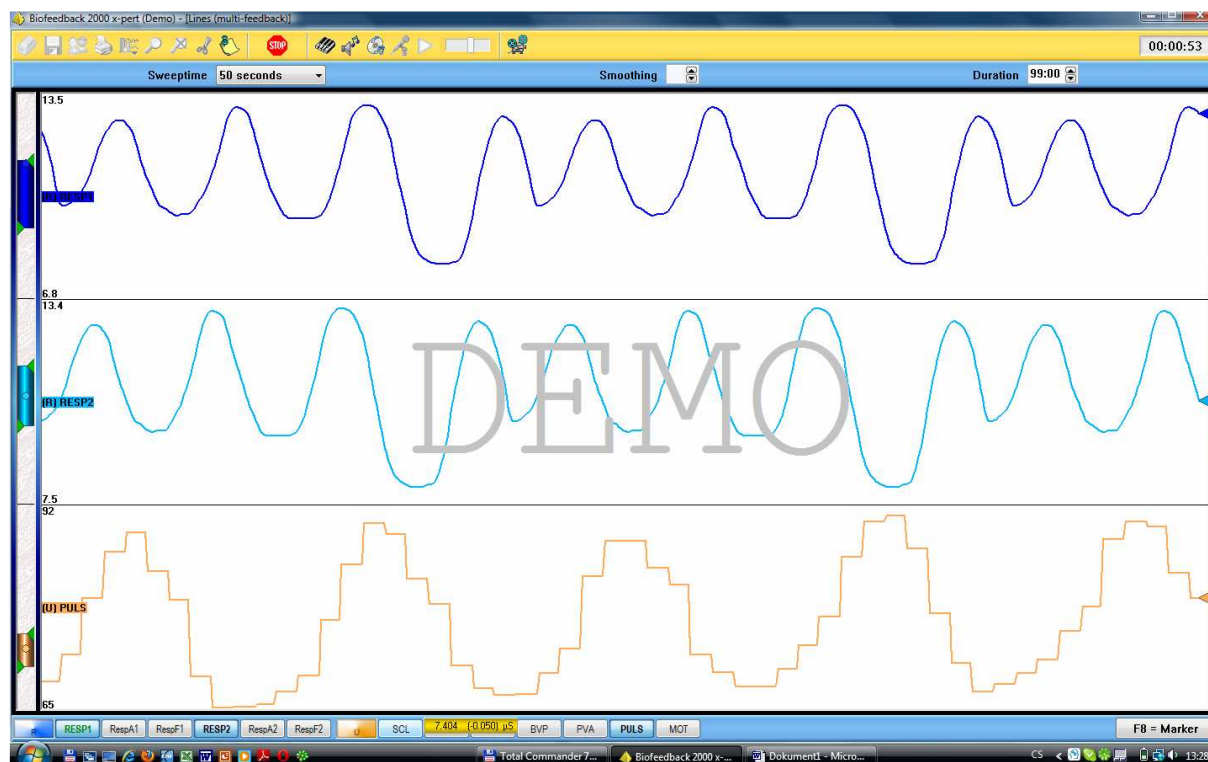 Biofeedback 2000 x-pert (Demo) - [Lines (multi-feedback)]
STOP
00:00:53
Sweeptime 50 seconds Smoothing Duration 99:00
13.5
(R) RESP1
6.8
13.4
(R) RESP2
DEMO
7.5
92
(U) PULS
65
R RESP1 RespA1 RespF1 RESP2 RespA2 RespF2 U SCL 7.404 (-0.050) µS BVP PVA PULS MOT F8 = Marker
Total Commander 7... Biofeedback 2000 x-... Dokument1 - Micro... CS 13:28